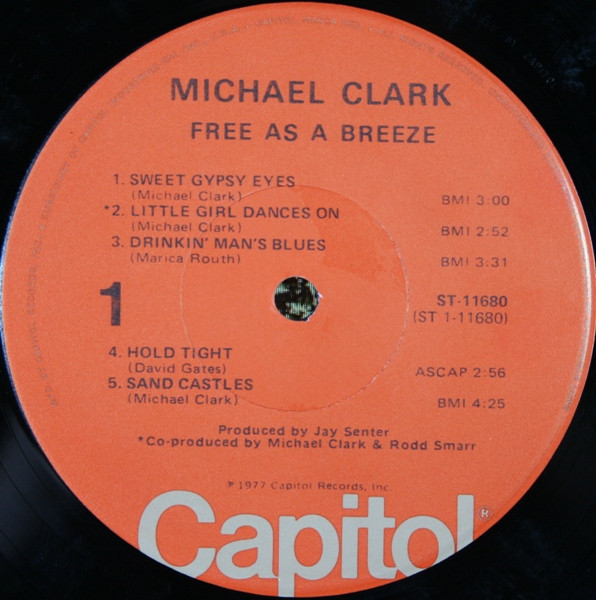 MICHAEL CLARK
FREE AS A BREEZE
1. SWEET GYPSY EYES
(Michael Clark) BMI 3:00
*2. LITTLE GIRL DANCES ON
(Michael Clark) BMI 2:52
3. DRINKIN' MAN'S BLUES
(Marica Routh) BMI 3:31
1 ST-11680
(ST 1-11680)
4. HOLD TIGHT
(David Gates) ASCAP 2:56
5. SAND CASTLES
(Michael Clark) BMI 4:25
Produced by Jay Senter
*Co-produced by Michael Clark & Rodd Smarr
℗ 1977 Capitol Records, Inc.
Capitol®